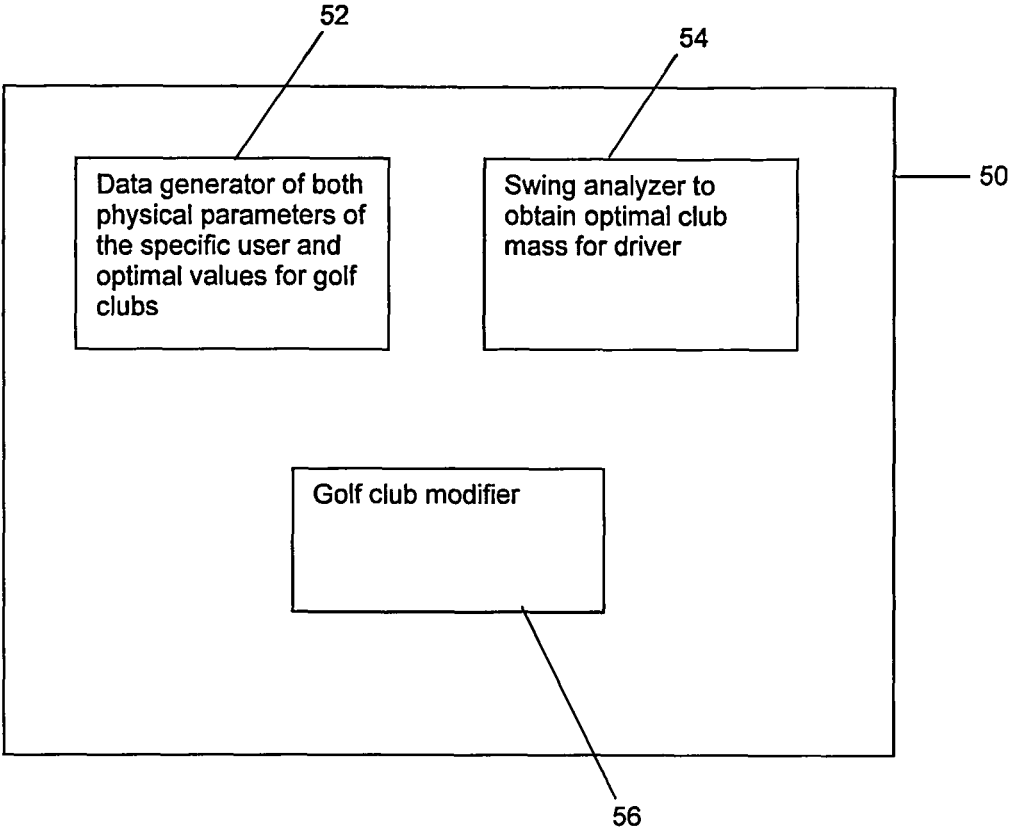 52
54
50
Data generator of both
physical parameters of
the specific user and
optimal values for golf
clubs
Swing analyzer to
obtain optimal club
mass for driver
Golf club modifier
56